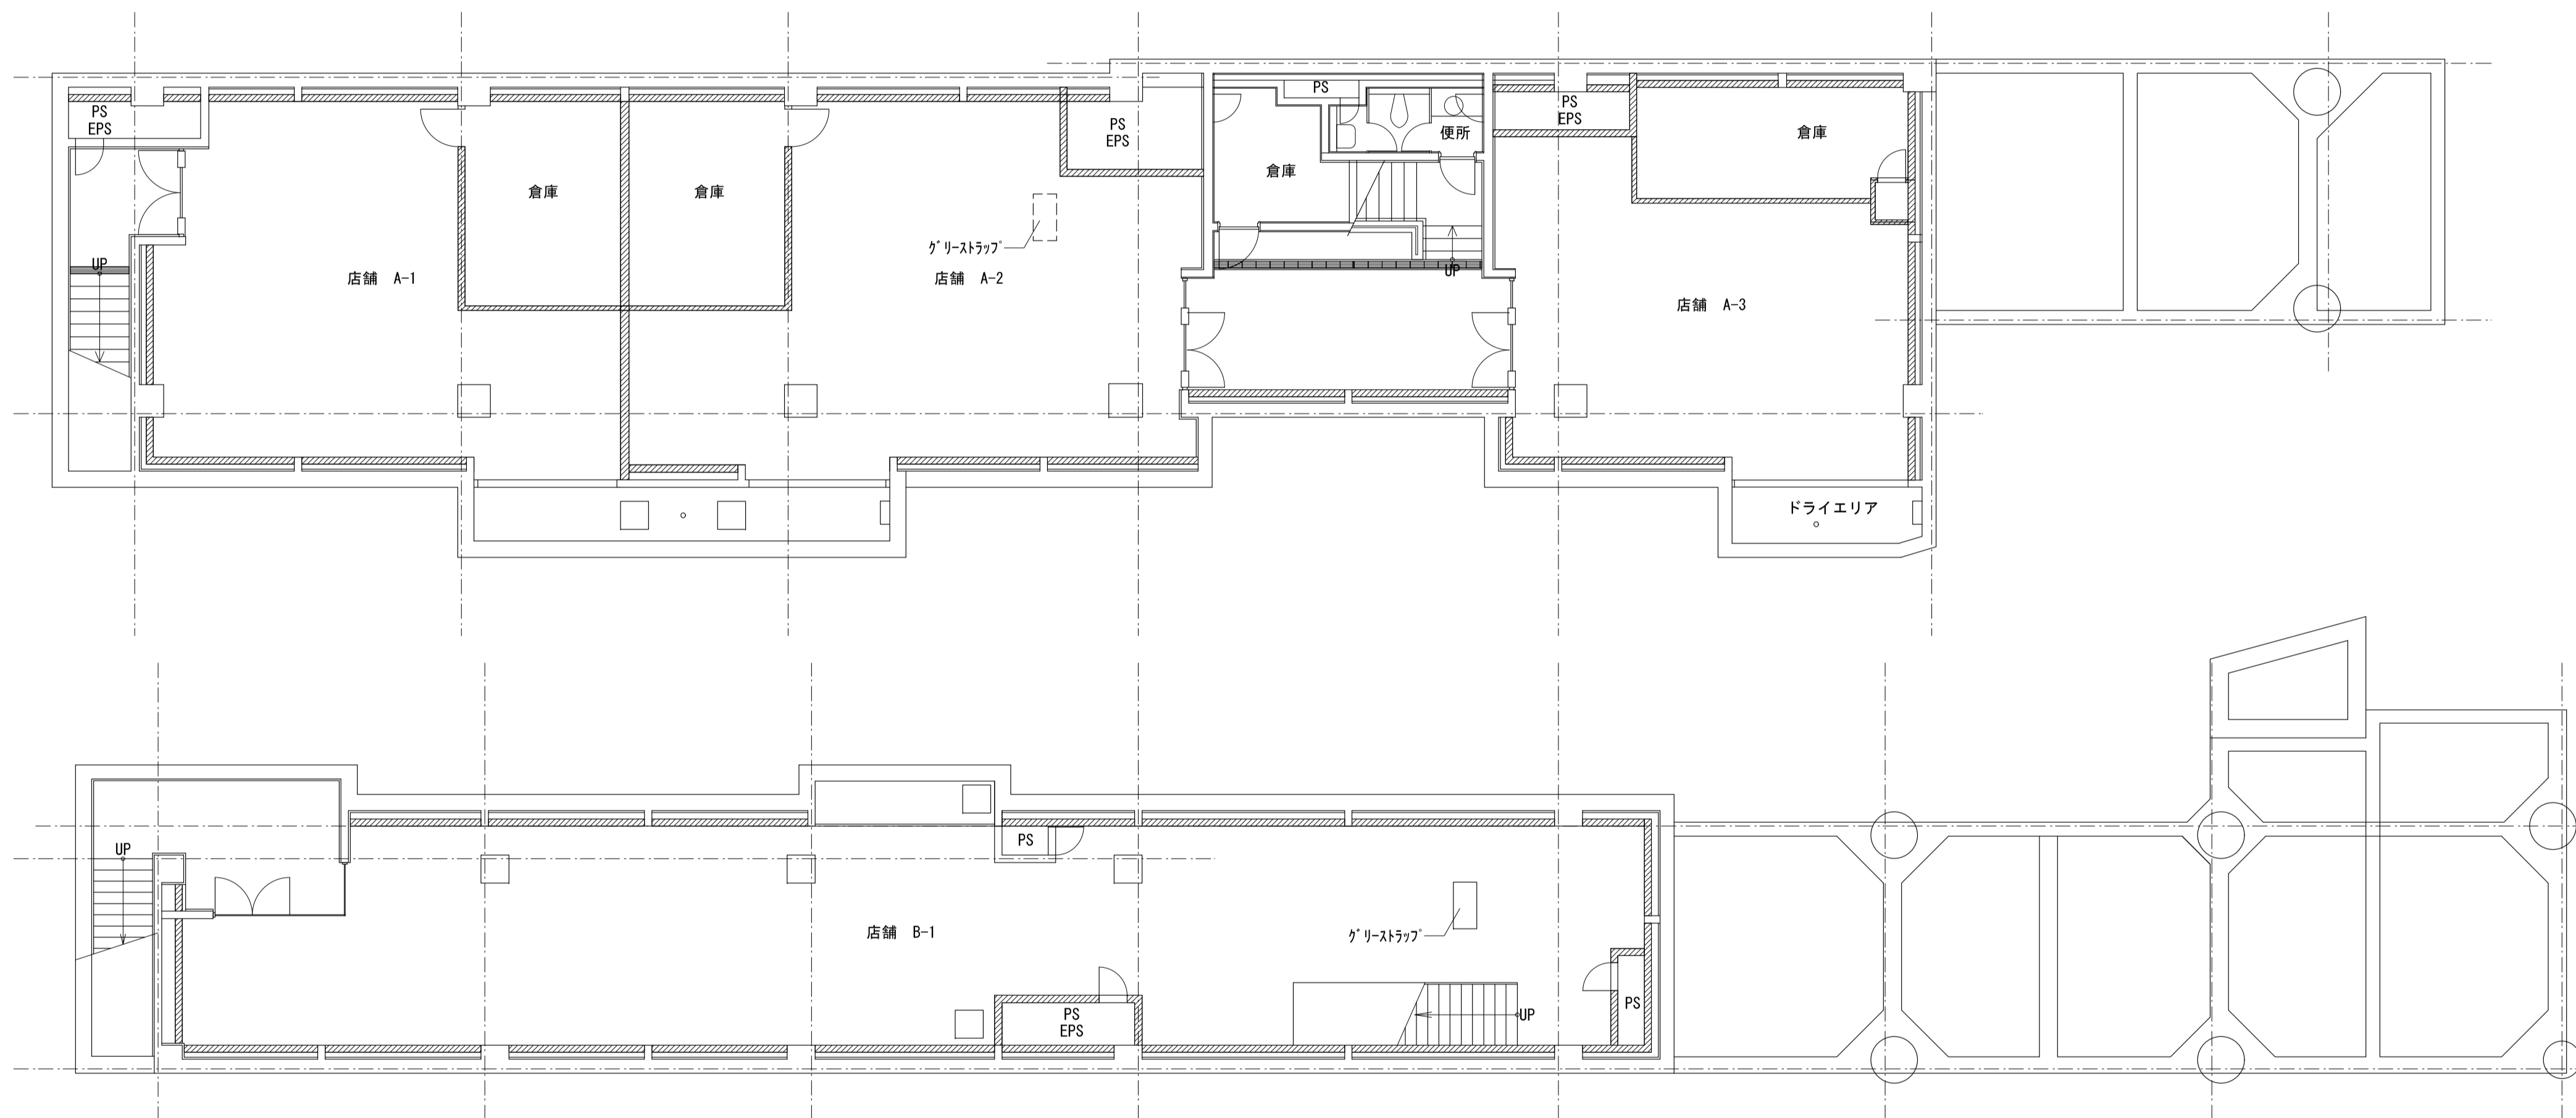 PS
PS
EPS
PS
EPS
便所
PS
EPS
倉庫
倉庫
倉庫
倉庫
グリーストラップ
UP
店舗 A-1
店舗 A-2
UP
店舗 A-3
ドライエリア
UP
PS
店舗 B-1
グリーストラップ
PS
PS
EPS
UP